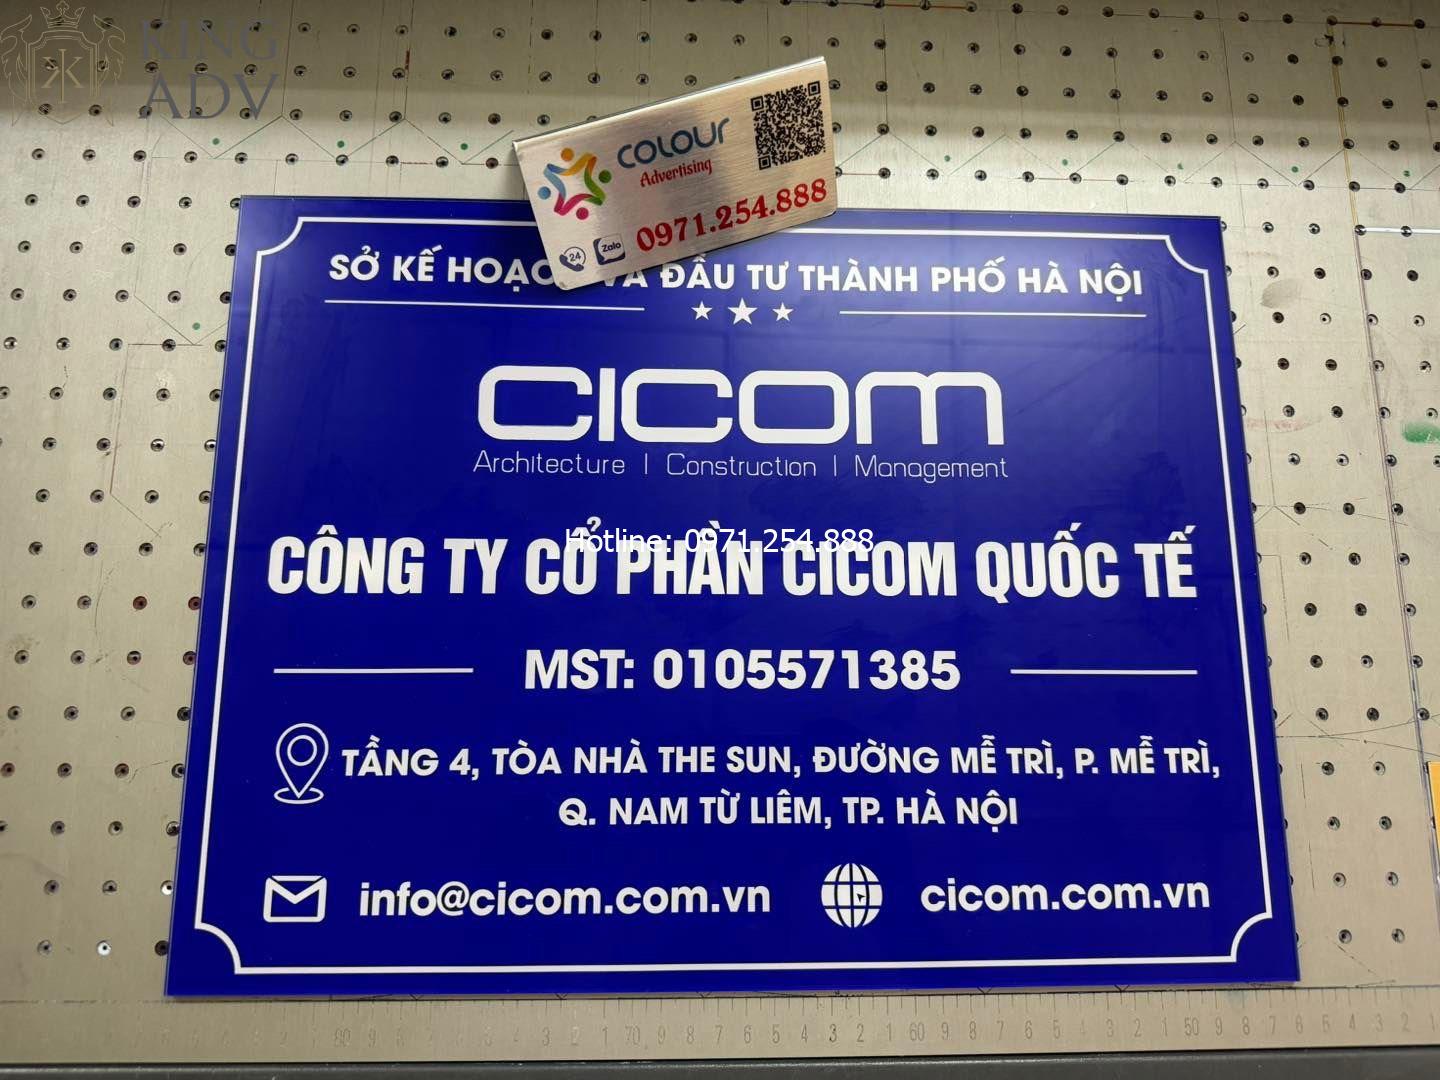 KING
ADV
COLOUR
Advertising
0971.254.888
24
Zalo
SỞ KẾ HOẠC VÀ ĐẦU TƯ THÀNH PHỐ HÀ NỘI
CICOM
Architecture | Construction | Management
Hotline: 0971.254.888
CÔNG TY CỔ PHẦN CICOM QUỐC TẾ
MST: 0105571385
TẦNG 4, TÒA NHÀ THE SUN, ĐƯỜNG MỄ TRÌ, P. MỄ TRÌ,
Q. NAM TỪ LIÊM, TP. HÀ NỘI
info@cicom.com.vn
cicom.com.vn